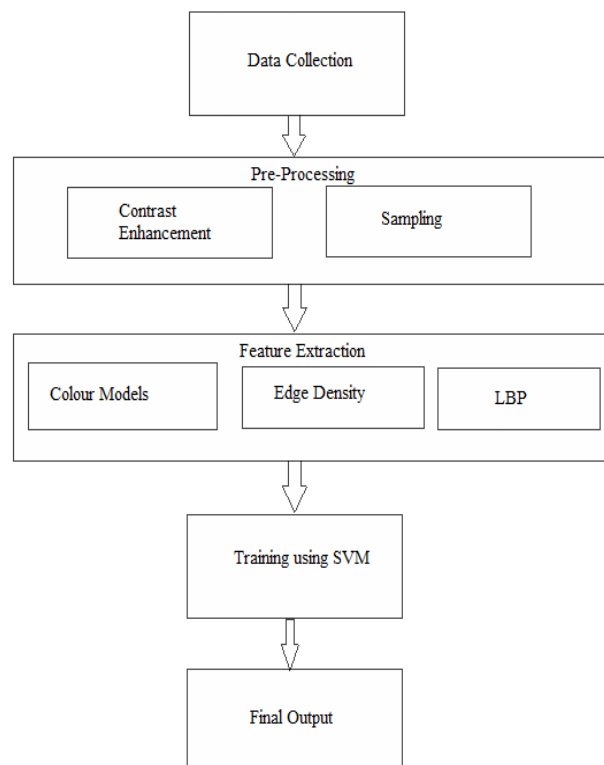 Data Collection
Pre-Processing
Contrast
Enhancement
Sampling
Feature Extraction
Colour Models
Edge Density
LBP
Training using SVM
Final Output